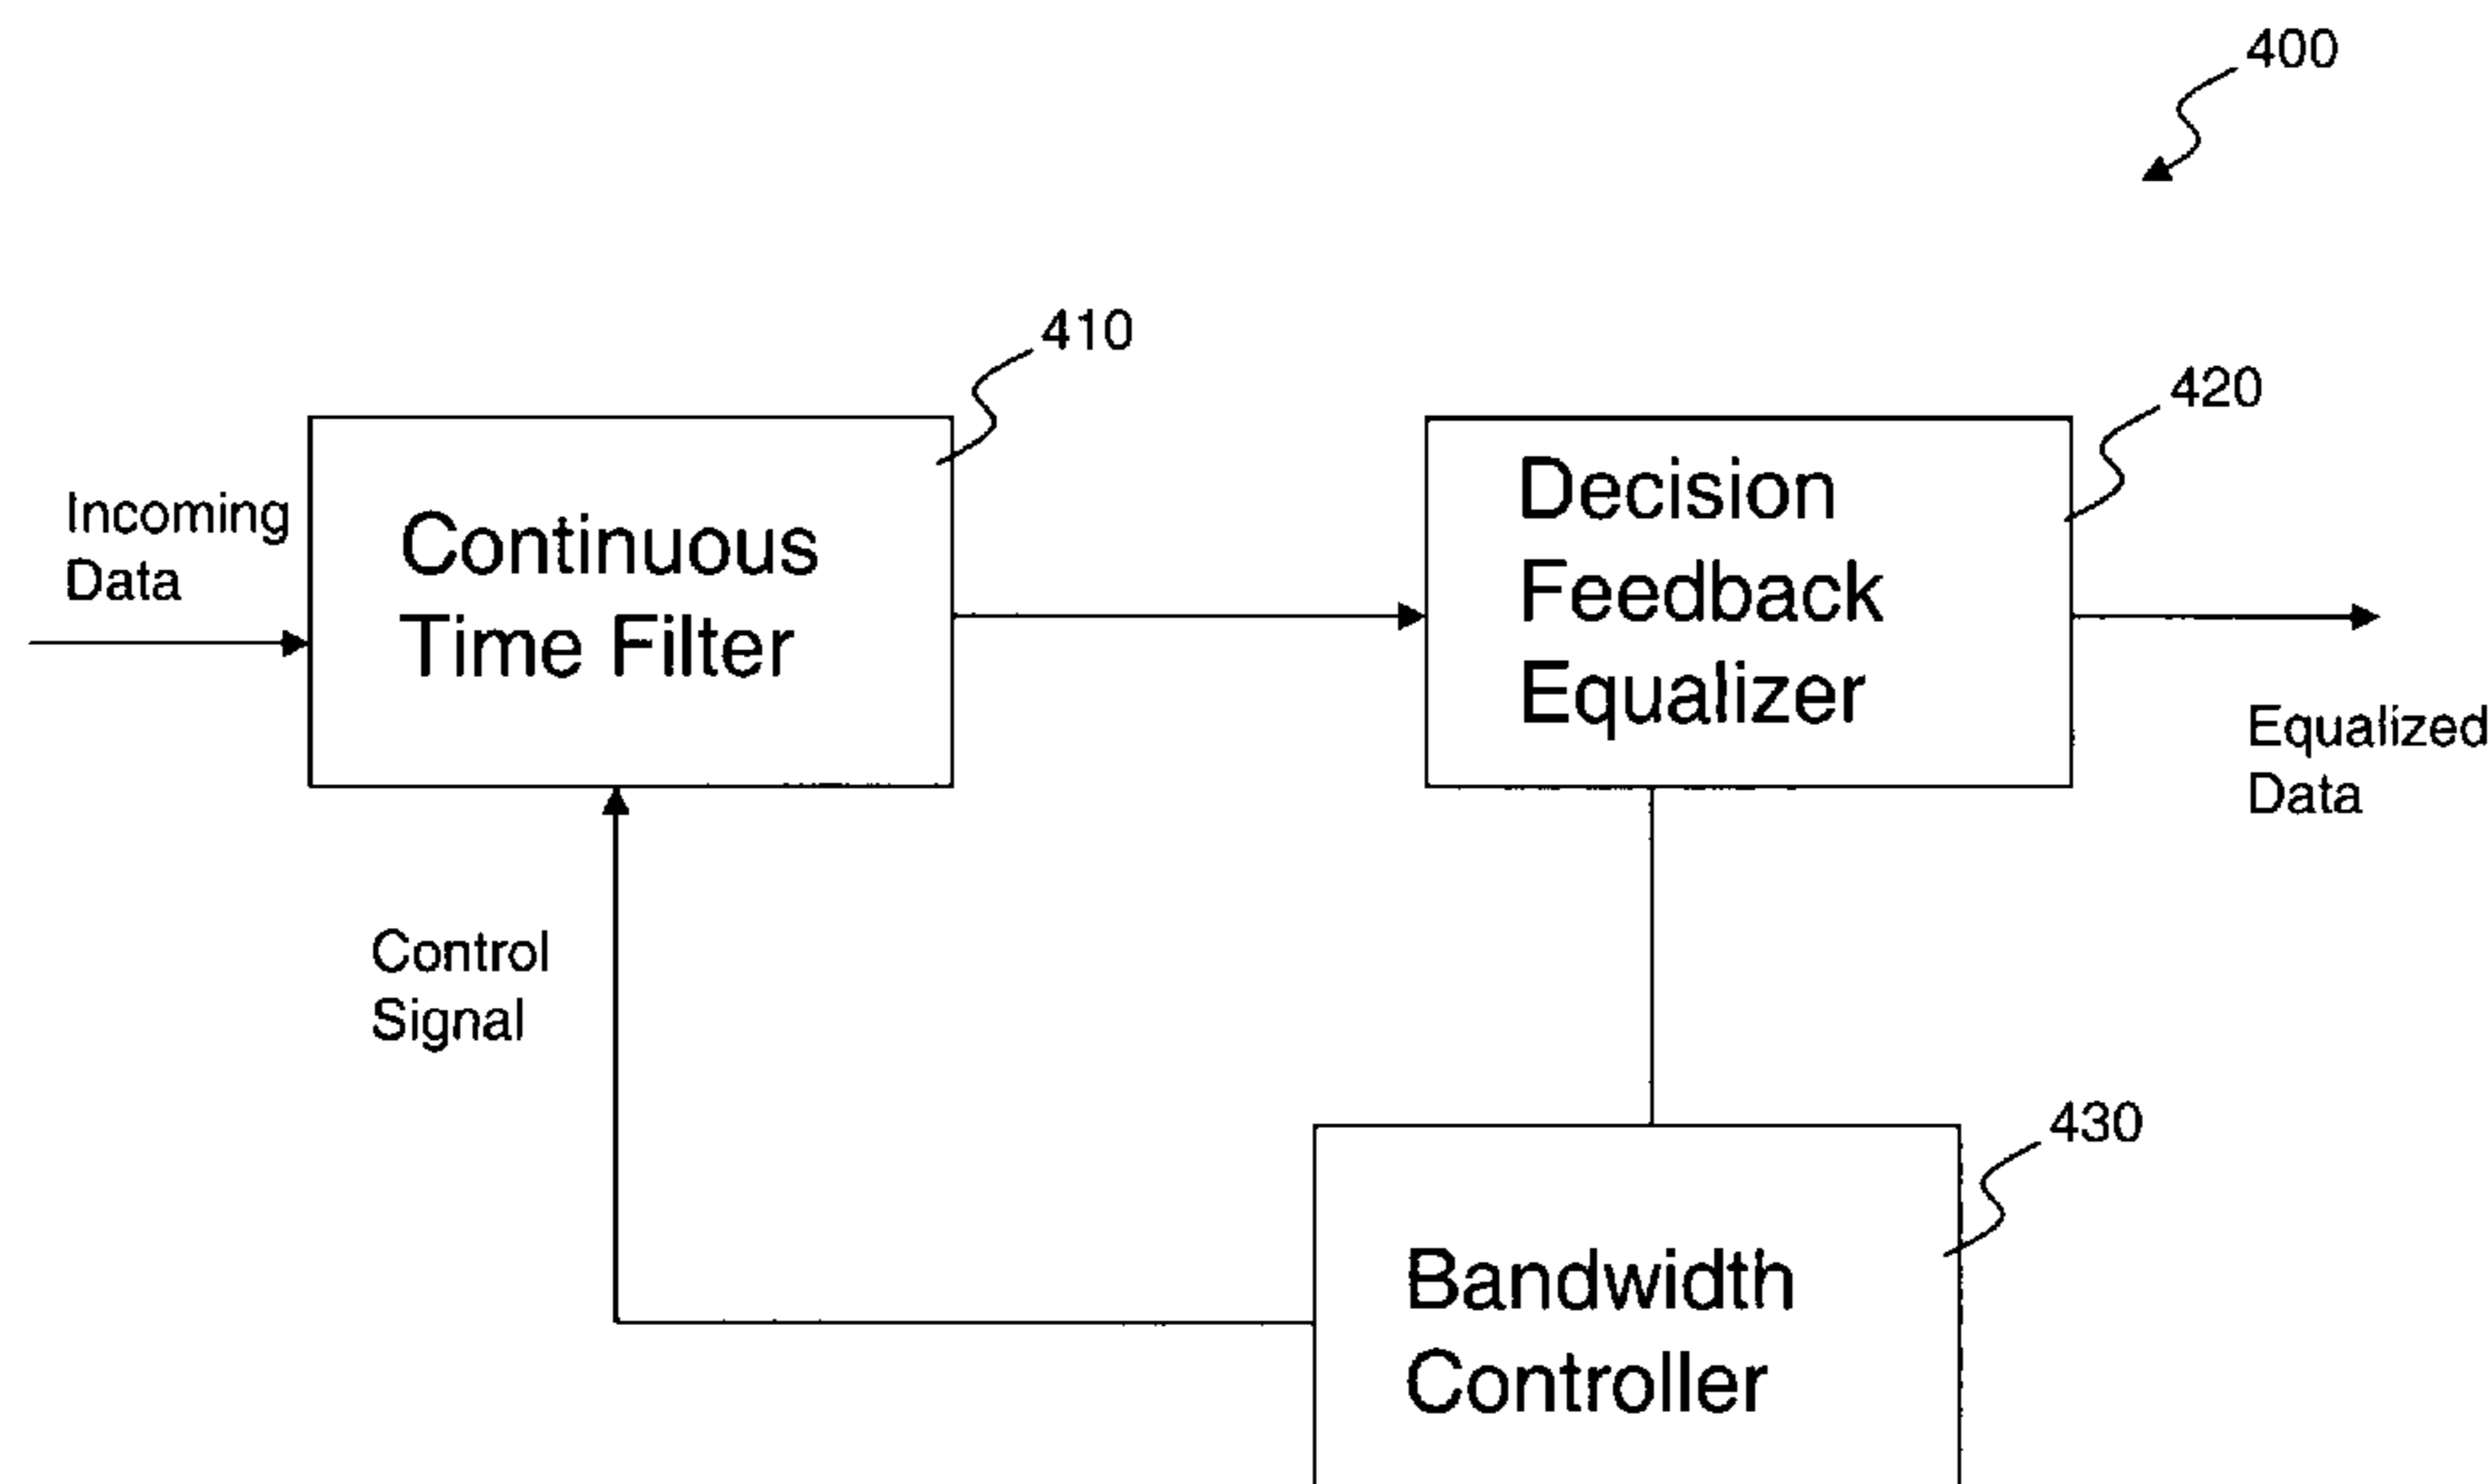 400
410
420
Incoming
Data
Continuous
Time Filter
Decision
Feedback
Equalizer
Equalized
Data
Control
Signal
430
Bandwidth
Controller